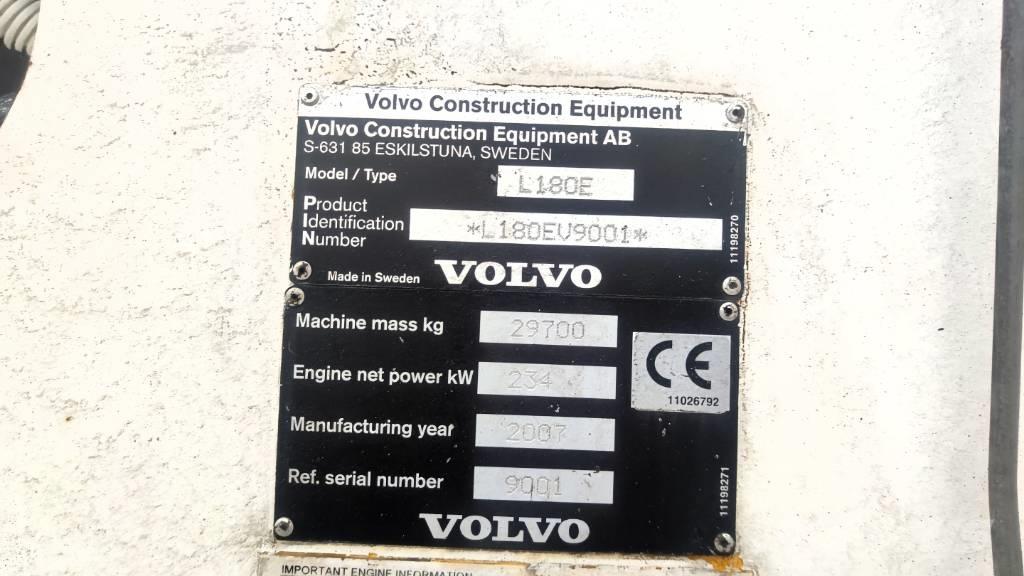 Volvo Construction Equipment
Volvo Construction Equipment AB
S-631 85 ESKILSTUNA, SWEDEN
Model / Type L180E
Product
Identification *L180EV9001*
Number
11198270
Made in Sweden VOLVO
Machine mass kg 29700
Engine net power kW 234
CE
11026792
Manufacturing year 2007
Ref. serial number 9001
11198271
VOLVO
IMPORTANT ENGINE INFORMATION